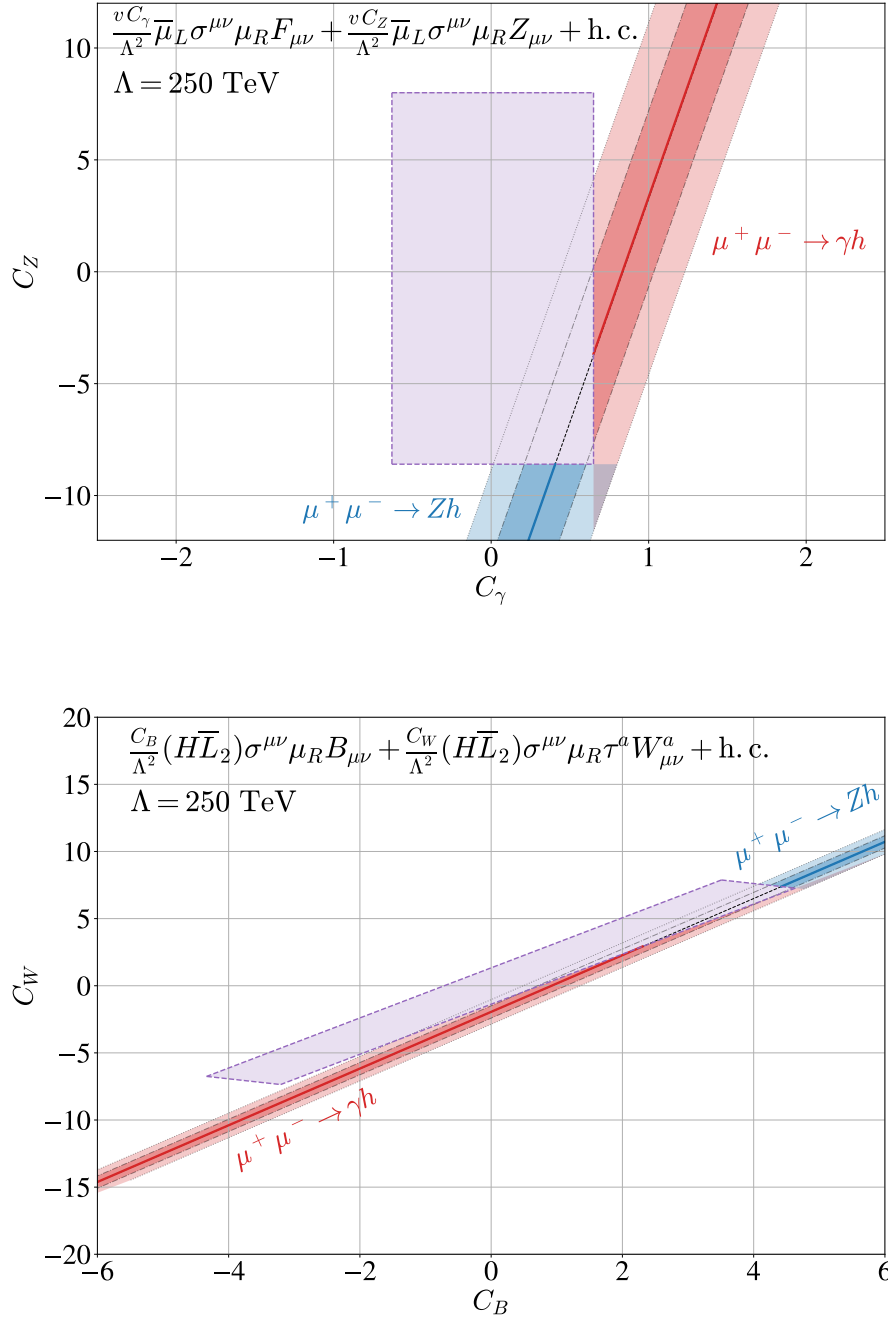 vC_γ/Λ² μ̄_L σ^{μν} μ_R F_{μν} + vC_Z/Λ² μ̄_L σ^{μν} μ_R Z_{μν} + h. c.
Λ = 250 TeV
10
5
0
−5
−10
C_Z
μ⁺ μ⁻ → γh
μ⁺ μ⁻ → Zh
−2
−1
0
1
2
C_γ
20
15
10
5
0
−5
−10
−15
−20
C_W
C_B/Λ² (H L̄₂) σ^{μν} μ_R B_{μν} + C_W/Λ² (H L̄₂) σ^{μν} μ_R τ^a W^a_{μν} + h. c.
Λ = 250 TeV
μ⁺ μ⁻ → Zh
μ⁺ μ⁻ → γh
−6
−4
−2
0
2
4
6
C_B